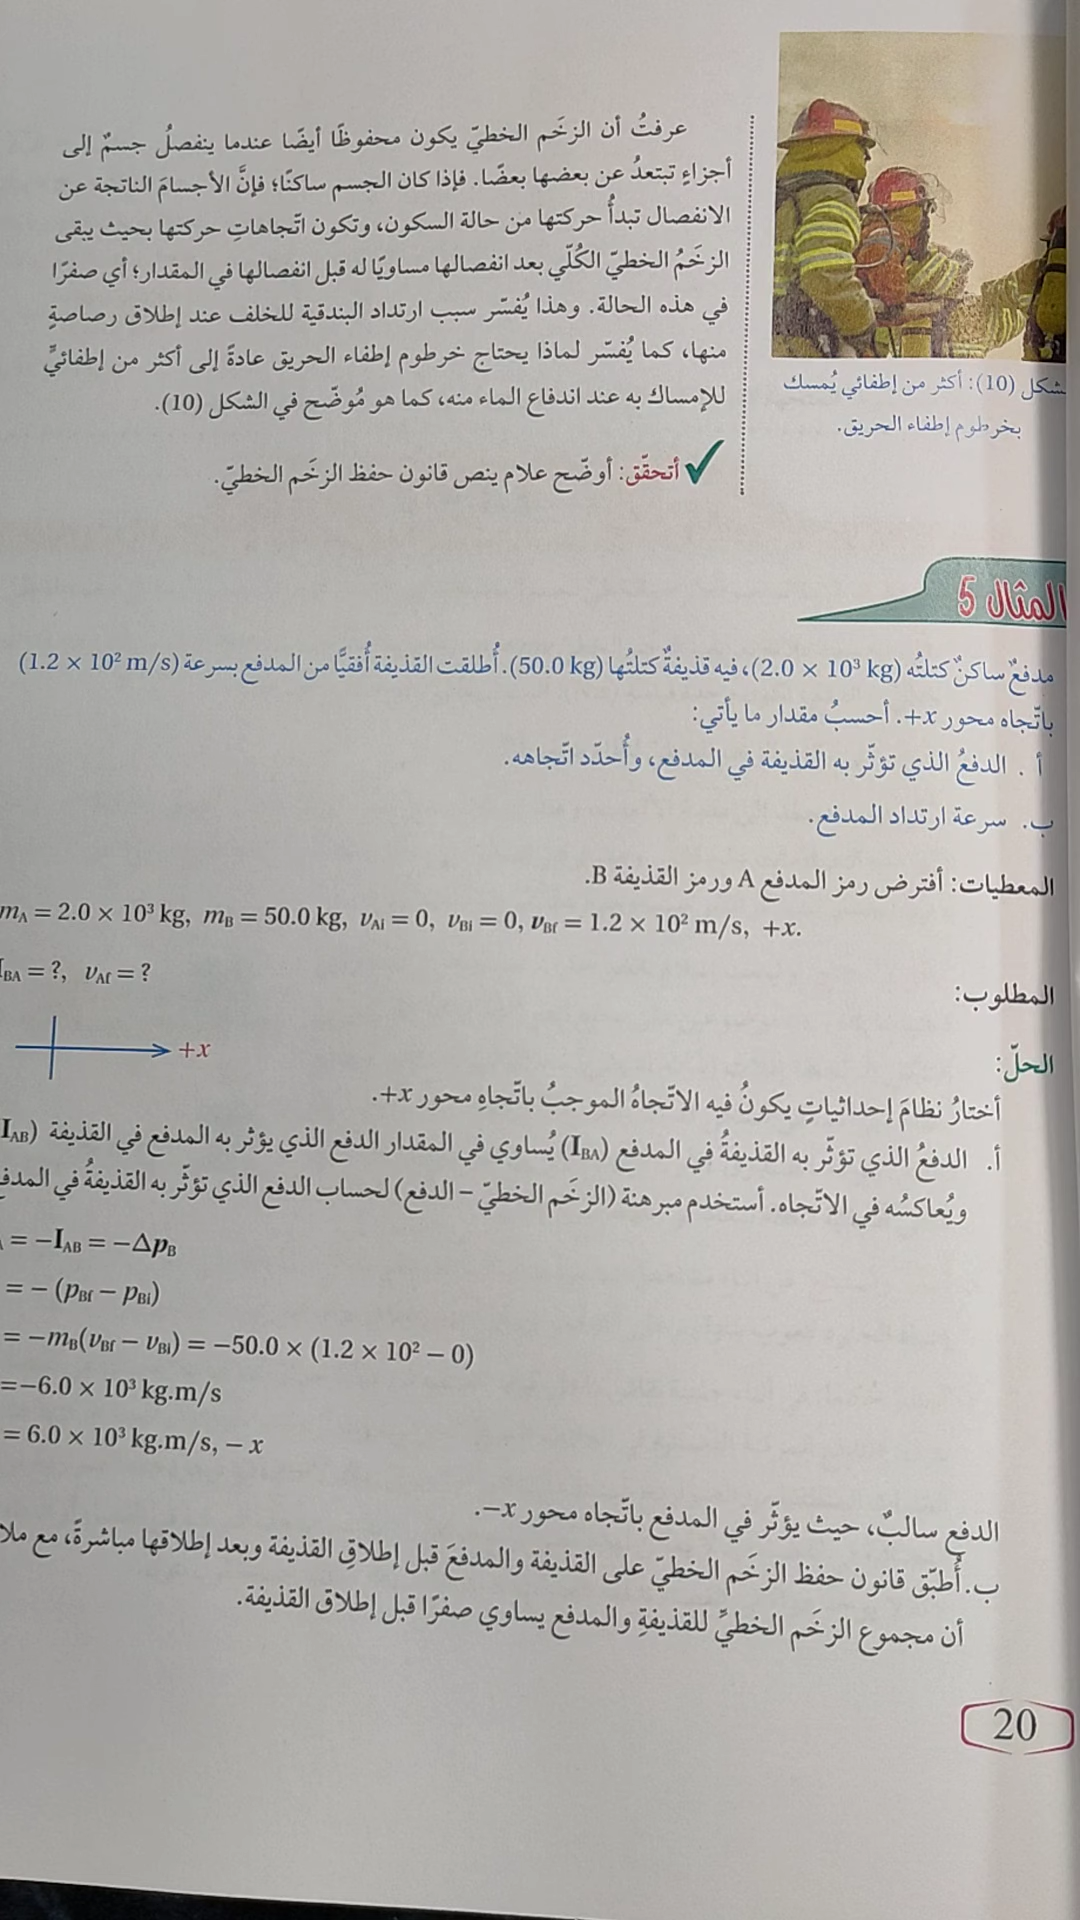 عرفتُ أن الزخَم الخطيّ يكون محفوظًا أيضًا عندما ينفصلُ جسمٌ إلى
أجزاءٍ تبتعدُ عن بعضها بعضًا. فإذا كان الجسم ساكنًا؛ فإنَّ الأجسامَ الناتجة عن
الانفصال تبدأُ حركتها من حالة السكون، وتكون اتّجاهاتِ حركتها بحيث يبقى
الزخَمُ الخطيّ الكُلّي بعد انفصالها مساويًا له قبل انفصالها في المقدار؛ أي صفرًا
في هذه الحالة. وهذا يُفسّر سبب ارتداد البندقية للخلف عند إطلاق رصاصةٍ
منها، كما يُفسّر لماذا يحتاج خرطوم إطفاء الحريق عادةً إلى أكثر من إطفائيٍّ
للإمساك به عند اندفاع الماء منه، كما هو مُوضّح في الشكل (10).
شكل (10): أكثر من إطفائي يُمسك
بخرطوم إطفاء الحريق.
أتحقّق: أوضّح علام ينص قانون حفظ الزخَم الخطيّ.
المثال 5
مدفعٌ ساكنٌ كتلتُه (2.0 × 10³ kg)، فيه قذيفةٌ كتلتُها (50.0 kg). أُطلقت القذيفة أُفقيًّا من المدفع بسرعة (1.2 × 10² m/s)
باتّجاه محور x+. أحسبُ مقدار ما يأتي:
أ . الدفعُ الذي تؤثّر به القذيفة في المدفع، وأُحدّد اتّجاهه.
ب. سرعة ارتداد المدفع.
المعطيات: أفترض رمز المدفع A ورمز القذيفة B.
m_A = 2.0 × 10³ kg, m_B = 50.0 kg, v_Ai = 0, v_Bi = 0, v_Bf = 1.2 × 10² m/s, +x.
المطلوب:
I_BA = ?, v_Af = ?
الحلّ:
+x
أختارُ نظامَ إحداثياتٍ يكونُ فيه الاتّجاهُ الموجبُ باتّجاهِ محور x+.
أ. الدفعُ الذي تؤثّر به القذيفةُ في المدفع (I_BA) يُساوي في المقدار الدفع الذي يؤثر به المدفع في القذيفة (I_AB
ويُعاكسُه في الاتّجاه. أستخدم مبرهنة (الزخَم الخطيّ – الدفع) لحساب الدفع الذي تؤثّر به القذيفةُ في المدفع
= −I_AB = −Δp_B
= − (p_Bf − p_Bi)
= −m_B(v_Bf − v_Bi) = −50.0 × (1.2 × 10² − 0)
=−6.0 × 10³ kg.m/s
= 6.0 × 10³ kg.m/s, − x
الدفع سالبٌ، حيث يؤثّر في المدفع باتّجاه محور x−.
ب. أُطبّق قانون حفظ الزخَم الخطيّ على القذيفة والمدفعَ قبل إطلاقِ القذيفة وبعد إطلاقها مباشرةً، مع
أن مجموع الزخَم الخطيِّ للقذيفةِ والمدفع يساوي صفرًا قبل إطلاق القذيفة.
20